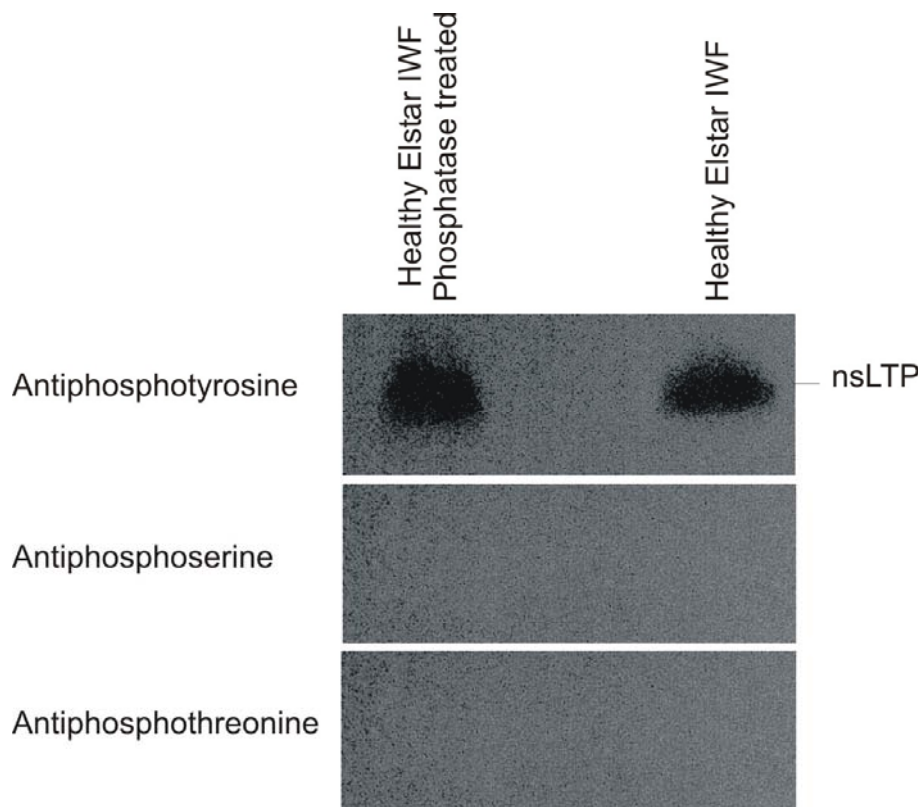 Healthy Elstar IWF
Phosphatase treated
Healthy Elstar IWF
Antiphosphotyrosine
nsLTP
Antiphosphoserine
Antiphosphothreonine